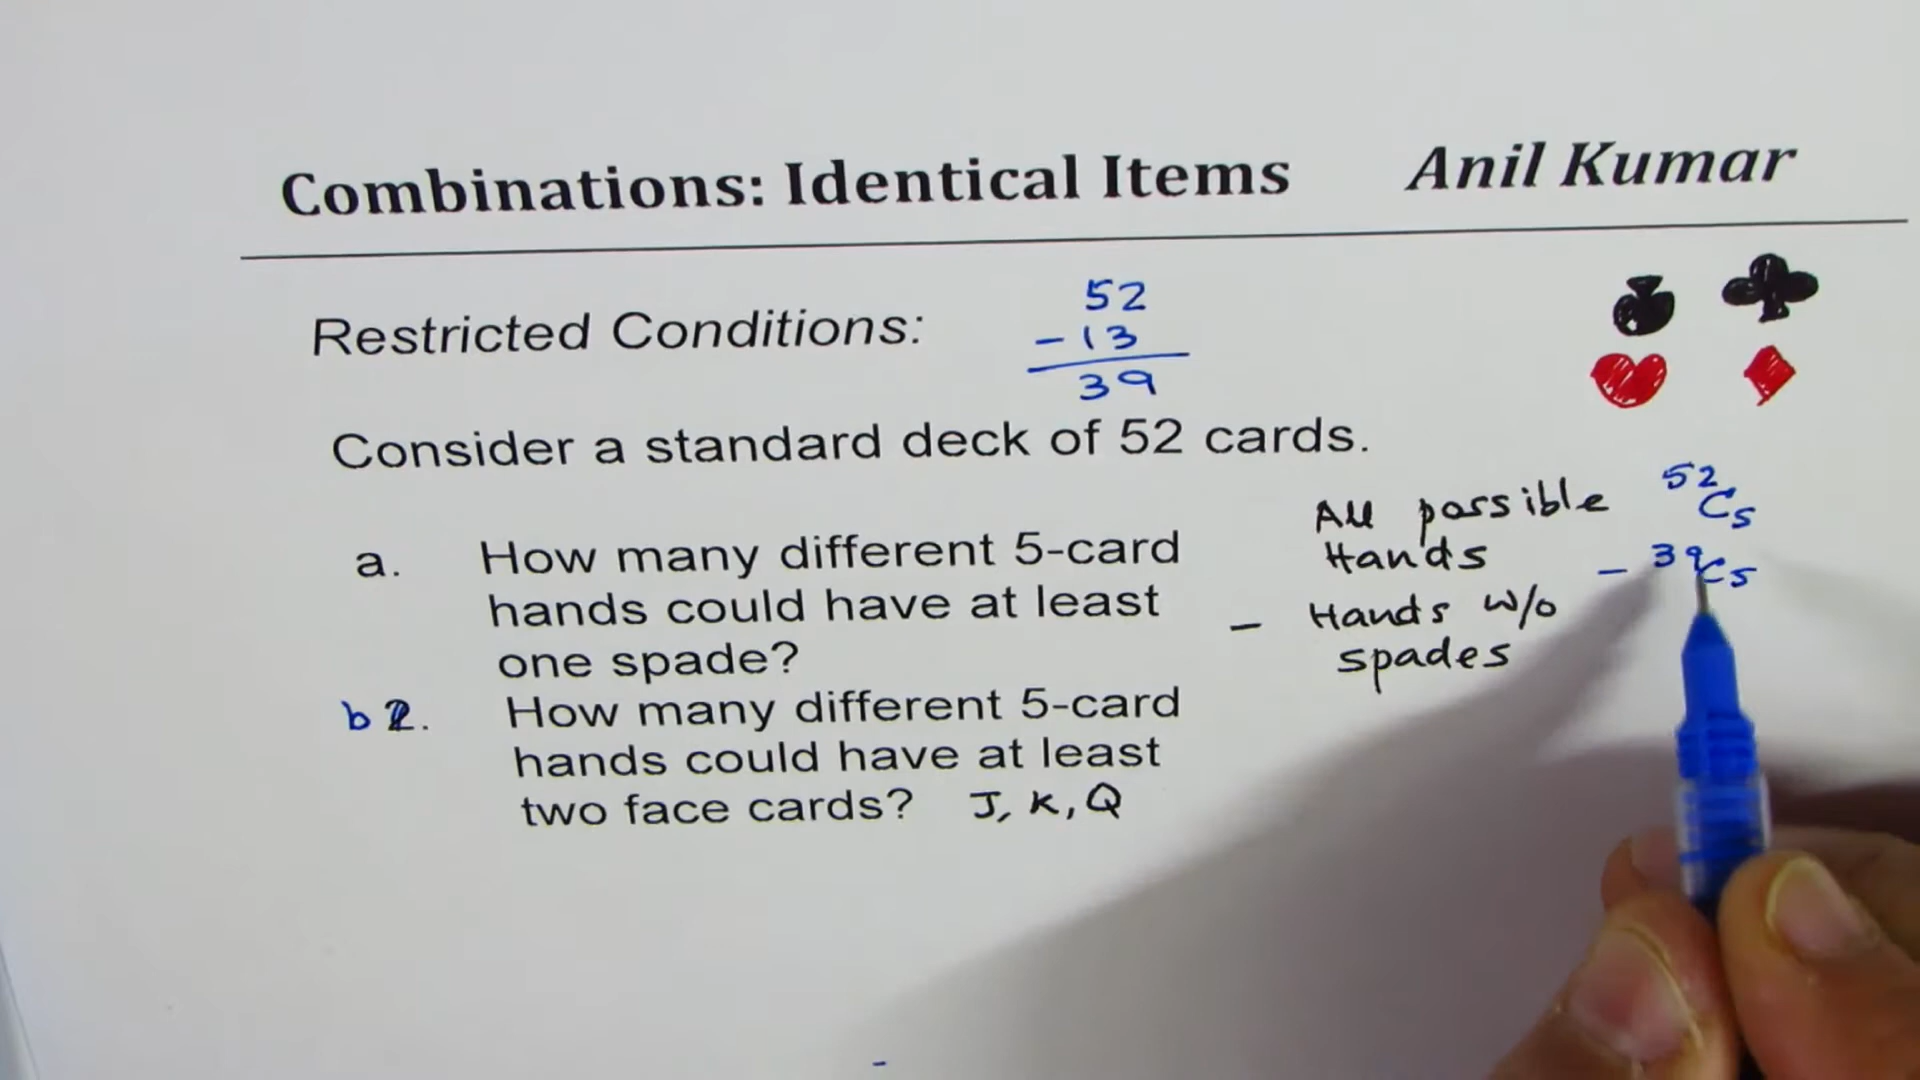 Combinations: Identical Items Anil Kumar
Restricted Conditions:
52
- 13
39
Consider a standard deck of 52 cards.
a. How many different 5-card
hands could have at least
one spade?
All possible
Hands
- Hands w/o
spades
52C5
- 39C5
b 2. How many different 5-card
hands could have at least
two face cards? J, K, Q